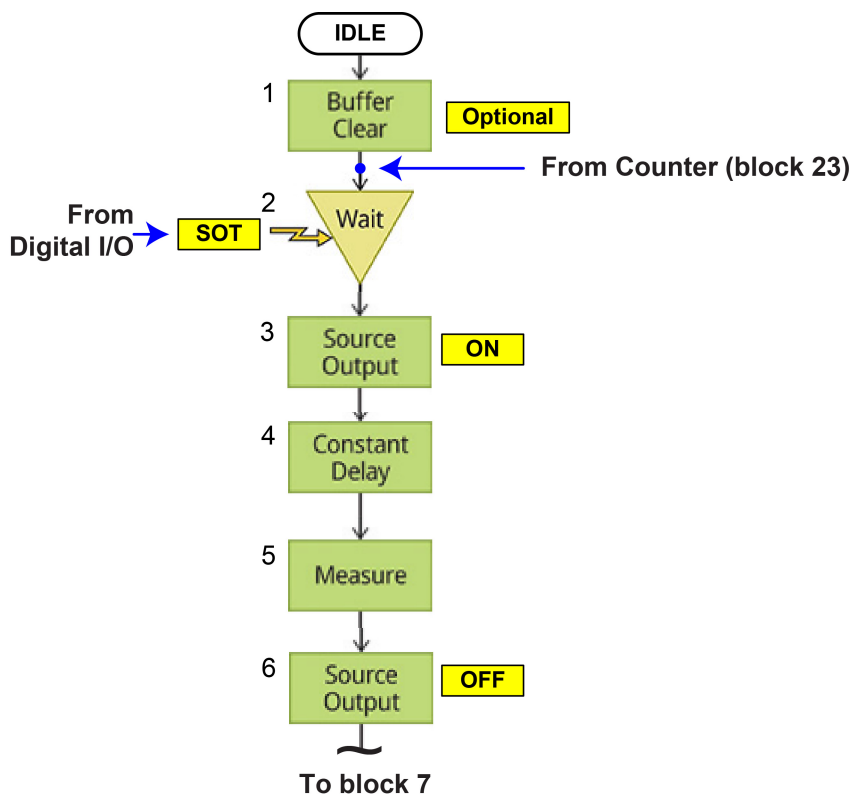 IDLE
1
Buffer
Clear
Optional
From Counter (block 23)
2
Wait
From
Digital I/O
SOT
3
Source
Output
ON
4
Constant
Delay
5
Measure
6
Source
Output
OFF
To block 7